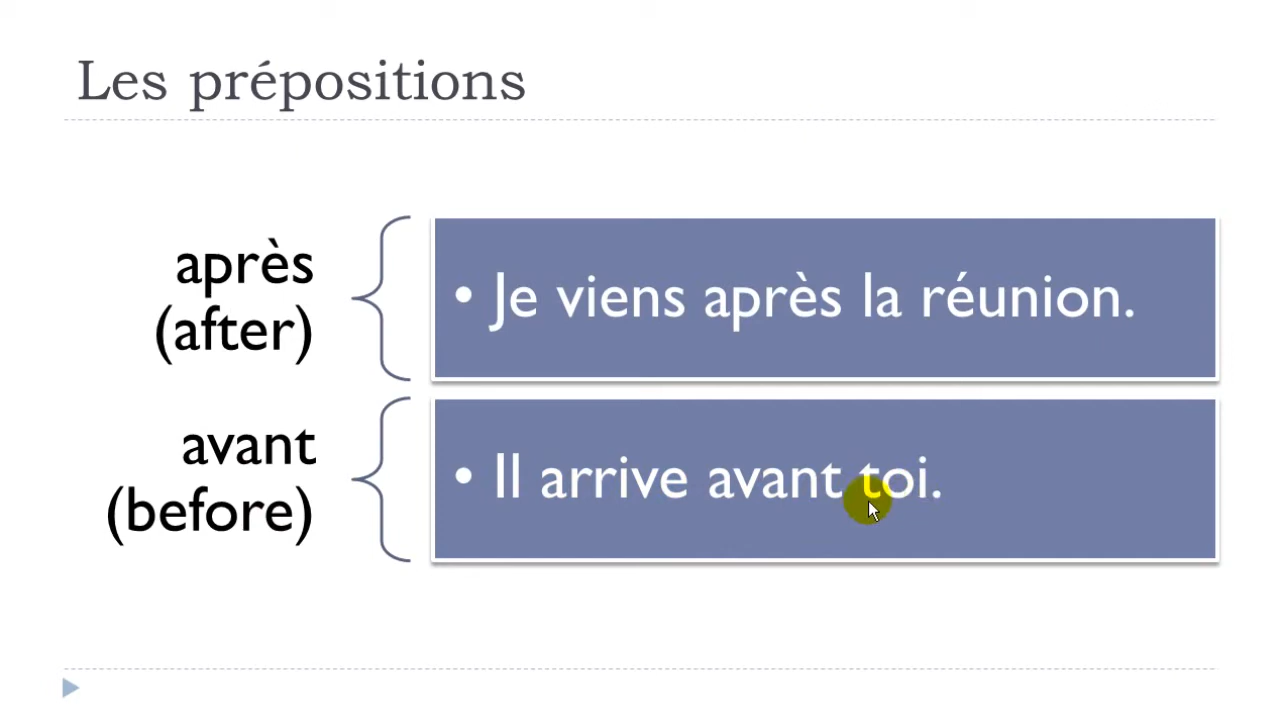 Les prépositions
après
(after)
• Je viens après la réunion.
avant
(before)
• Il arrive avant toi.